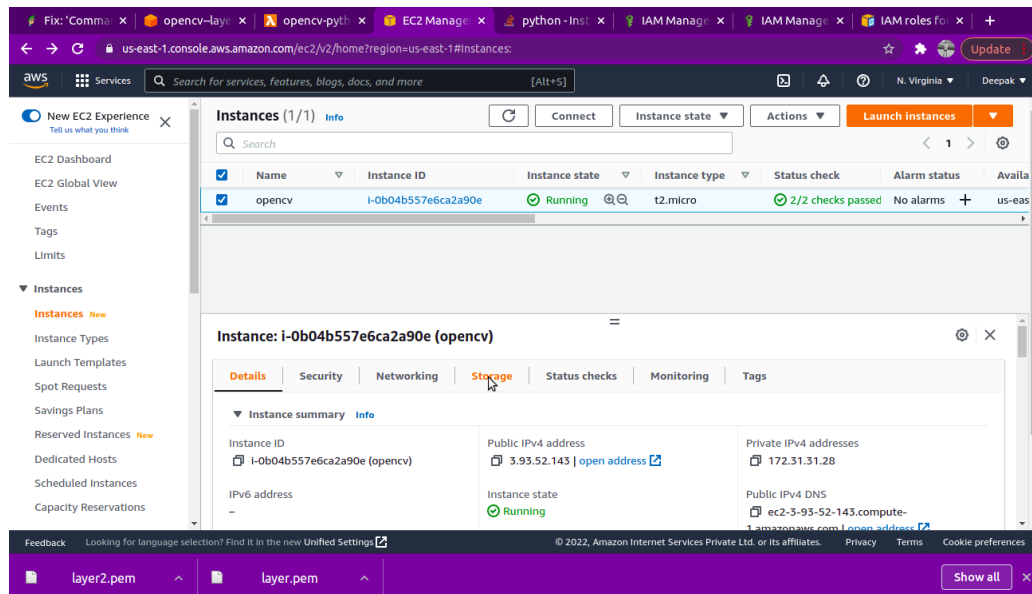 Fix: 'Comma
opencv-laye
opencv-pyth
EC2 Manage
python - Inst
IAM Manage
IAM Manage
IAM roles for
us-east-1.console.aws.amazon.com/ec2/v2/home?region=us-east-1#Instances:
Update
aws
Services
Search for services, features, blogs, docs, and more
[Alt+S]
N. Virginia
Deepak
New EC2 Experience
Tell us what you think
EC2 Dashboard
EC2 Global View
Events
Tags
Limits
Instances
Instances New
Instance Types
Launch Templates
Spot Requests
Savings Plans
Reserved Instances New
Dedicated Hosts
Scheduled Instances
Capacity Reservations
Instances (1/1) Info
Connect
Instance state
Actions
Launch instances
Search
1
Name
Instance ID
Instance state
Instance type
Status check
Alarm status
Availa
opencv
i-0b04b557e6ca2a90e
Running
t2.micro
2/2 checks passed
No alarms
us-eas
Instance: i-0b04b557e6ca2a90e (opencv)
Details
Security
Networking
Storage
Status checks
Monitoring
Tags
Instance summary Info
Instance ID
i-0b04b557e6ca2a90e (opencv)
Public IPv4 address
3.93.52.143 | open address
Private IPv4 addresses
172.31.31.28
IPv6 address
–
Instance state
Running
Public IPv4 DNS
ec2-3-93-52-143.compute-
1.amazonaws.com | open address
Feedback
Looking for language selection? Find it in the new Unified Settings
© 2022, Amazon Internet Services Private Ltd. or its affiliates.
Privacy
Terms
Cookie preferences
layer2.pem
layer.pem
Show all